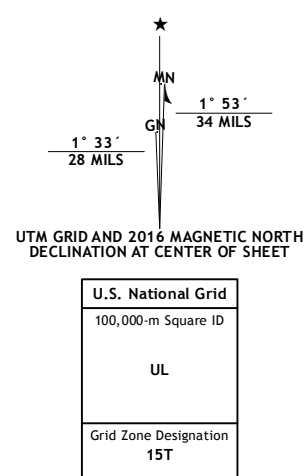 ★
MN
GN
1° 53´
34 MILS
1° 33´
28 MILS
UTM GRID AND 2016 MAGNETIC NORTH
DECLINATION AT CENTER OF SHEET
U.S. National Grid
100,000-m Square ID
UL
Grid Zone Designation
15T